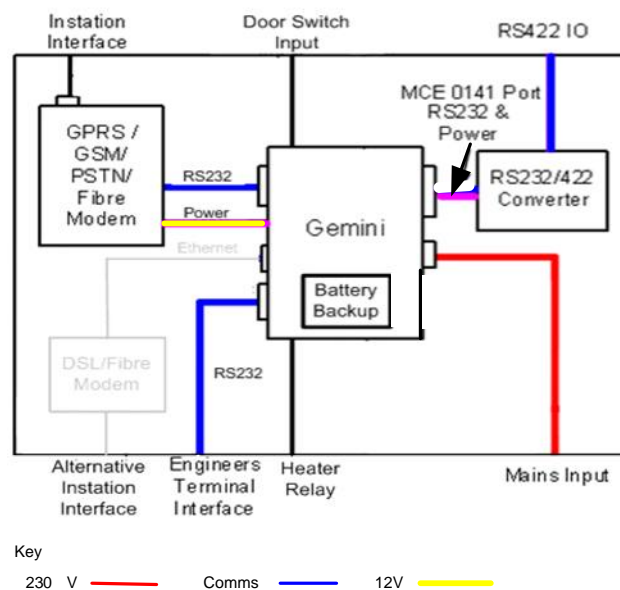 Instation
Interface
Door Switch
Input
RS422 IO
MCE 0141 Port
RS232 &
Power
GPRS /
GSM/
PSTN/
Fibre
Modem
RS232
Power
Ethernet
Gemini
RS232/422
Converter
Battery
Backup
DSL/Fibre
Modem
RS232
Alternative
Instation
Interface
Engineers
Terminal
Interface
Heater
Relay
Mains Input
Key
230 V
Comms
12V